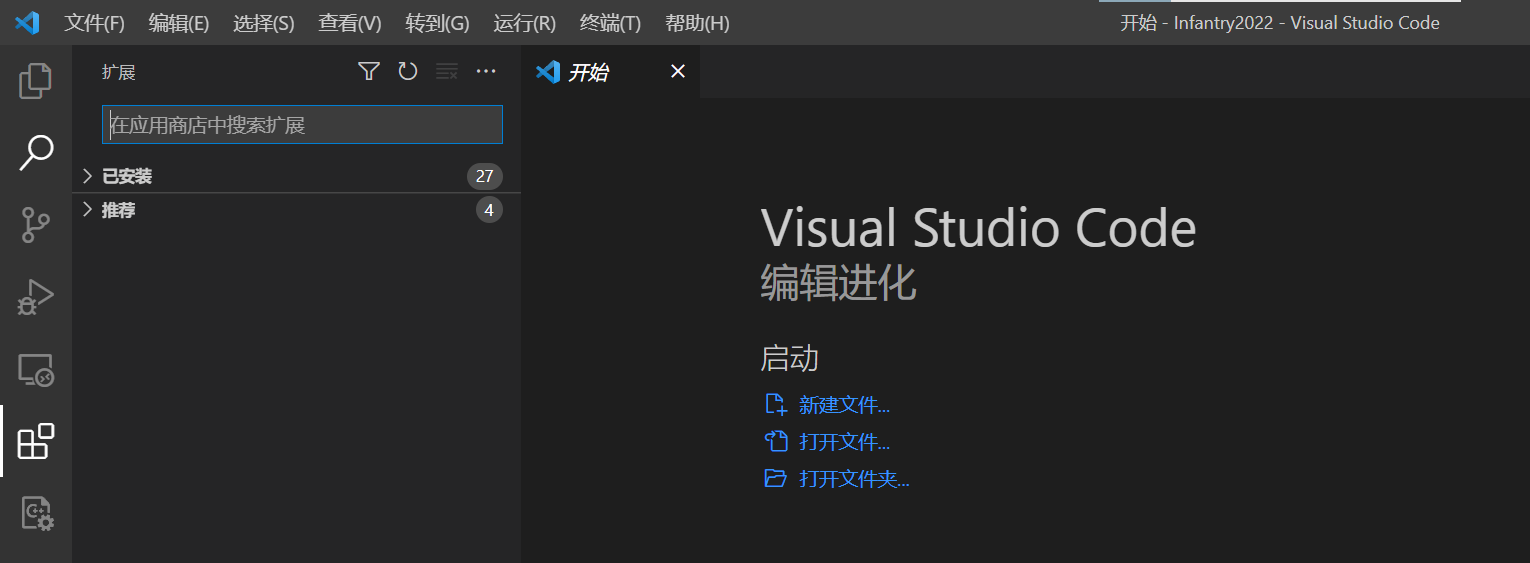 文件(F) 编辑(E) 选择(S) 查看(V) 转到(G) 运行(R) 终端(T) 帮助(H) 开始 - Infantry2022 - Visual Studio Code
扩展
开始
在应用商店中搜索扩展
已安装 27
推荐 4
Visual Studio Code
编辑进化
启动
新建文件...
打开文件...
打开文件夹...
C++